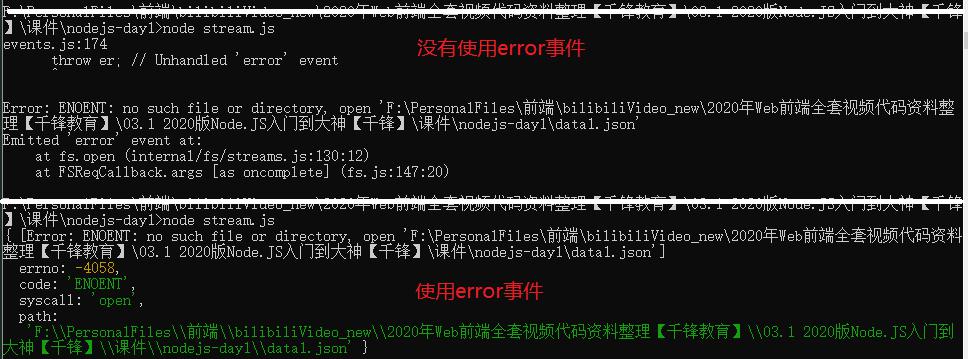 F:\PersonalFiles\前端\bilibiliVideo_new\2020年Web前端全套视频代码资料整理【千锋教育】\03.1 2020版Node.JS入门到大神【千锋
】\课件\nodejs-day1>node stream.js
没有使用error事件
events.js:174
throw er; // Unhandled 'error' event
^
Error: ENOENT: no such file or directory, open 'F:\PersonalFiles\前端\bilibiliVideo_new\2020年Web前端全套视频代码资料整
理【千锋教育】\03.1 2020版Node.JS入门到大神【千锋】\课件\nodejs-day1\data1.json'
Emitted 'error' event at:
at fs.open (internal/fs/streams.js:130:12)
at FSReqCallback.args [as oncomplete] (fs.js:147:20)
F:\PersonalFiles\前端\bilibiliVideo_new\2020年Web前端全套视频代码资料整理【千锋教育】\03.1 2020版Node.JS入门到大神【千锋
】\课件\nodejs-day1>node stream.js
{ [Error: ENOENT: no such file or directory, open 'F:\PersonalFiles\前端\bilibiliVideo_new\2020年Web前端全套视频代码资料
整理【千锋教育】\03.1 2020版Node.JS入门到大神【千锋】\课件\nodejs-day1\data1.json']
errno: -4058,
code: 'ENOENT',
使用error事件
syscall: 'open',
path:
'F:\\PersonalFiles\\前端\\bilibiliVideo_new\\2020年Web前端全套视频代码资料整理【千锋教育】\\03.1 2020版Node.JS入门到
大神【千锋】\\课件\\nodejs-day1\\data1.json' }